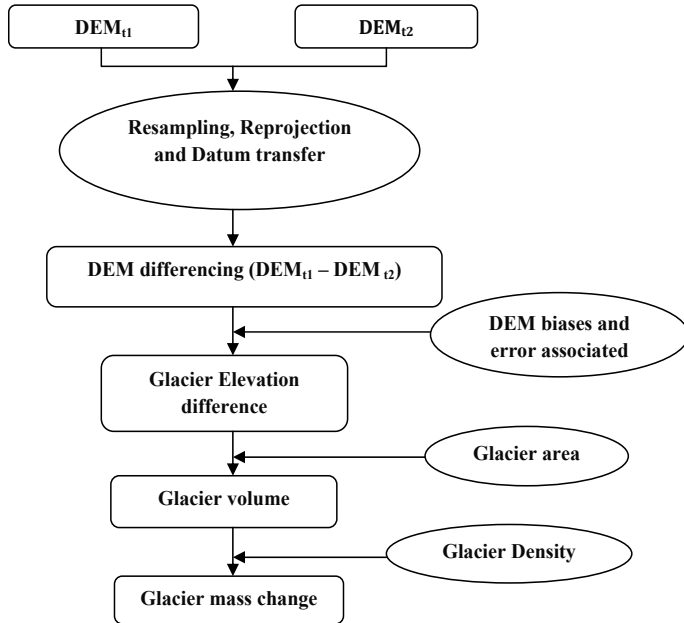 DEMt1
DEMt2
Resampling, Reprojection
and Datum transfer
DEM differencing (DEMt1 – DEM t2)
DEM biases and
error associated
Glacier Elevation
difference
Glacier area
Glacier volume
Glacier Density
Glacier mass change